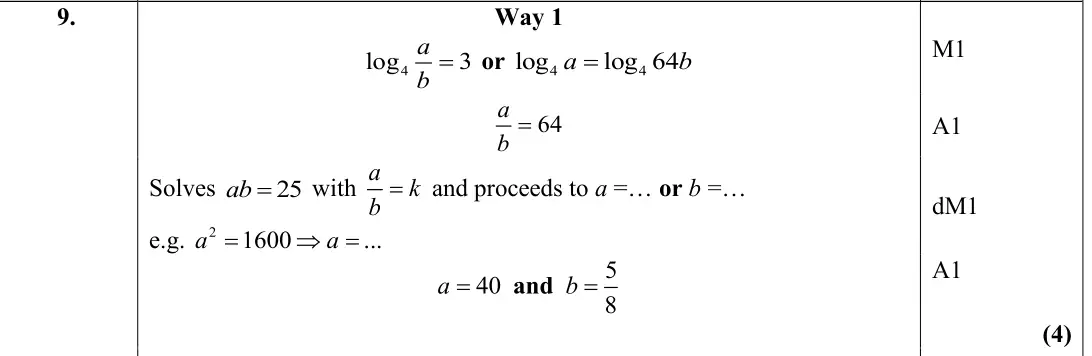 9.
Way 1
log₄ a/b = 3 or log₄ a = log₄ 64b
M1
a/b = 64
A1
Solves ab = 25 with a/b = k and proceeds to a =… or b =…
dM1
e.g. a² = 1600 ⇒ a = ...
a = 40 and b = 5/8
A1
(4)